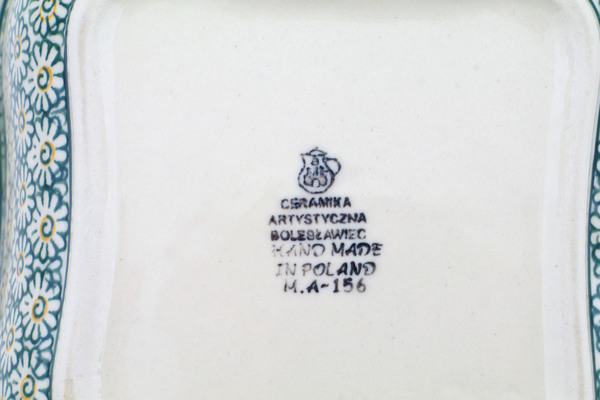 CERAMIKA
ARTYSTYCZNA
BOLESŁAWIEC
HAND MADE
IN POLAND
M.A-156